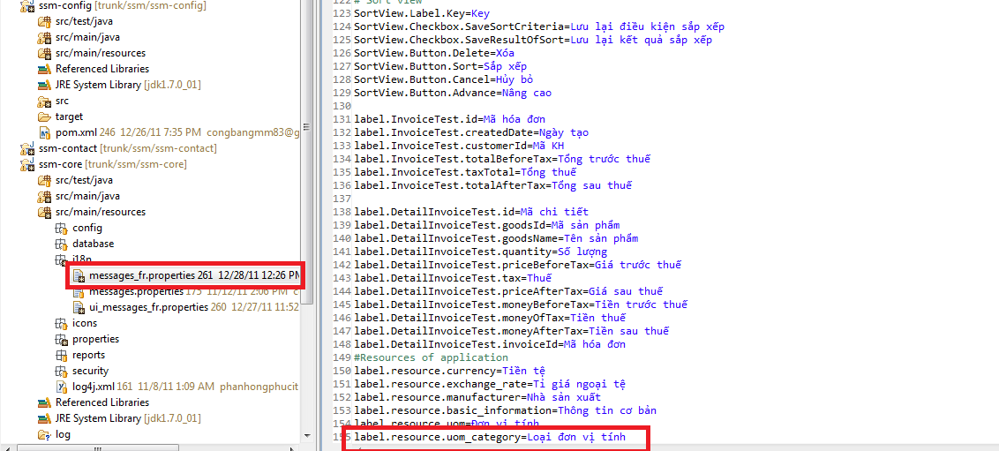 ssm-config [trunk/ssm/ssm-config]
src/test/java
src/main/java
src/main/resources
Referenced Libraries
JRE System Library [jdk1.7.0_01]
src
target
pom.xml 246 12/26/11 7:35 PM congbangmm83@g
ssm-contact [trunk/ssm/ssm-contact]
ssm-core [trunk/ssm/ssm-core]
src/test/java
src/main/java
src/main/resources
config
database
i18n
messages_fr.properties 261 12/28/11 12:26 PM
messages.properties 175 11/12/11 2:06 PM c
ui_messages_fr.properties 260 12/27/11 11:52
icons
properties
reports
security
log4j.xml 161 11/8/11 1:09 AM phanhongphucit
Referenced Libraries
JRE System Library [jdk1.7.0_01]
log
122 # Sort view
123 SortView.Label.Key=Key
124 SortView.Checkbox.SaveSortCriteria=Lưu lại điều kiện sắp xếp
125 SortView.Checkbox.SaveResultOfSort=Lưu lại kết quả sắp xếp
126 SortView.Button.Delete=Xóa
127 SortView.Button.Sort=Sắp xếp
128 SortView.Button.Cancel=Hủy bỏ
129 SortView.Button.Advance=Nâng cao
130
131 label.InvoiceTest.id=Mã hóa đơn
132 label.InvoiceTest.createdDate=Ngày tạo
133 label.InvoiceTest.customerId=Mã KH
134 label.InvoiceTest.totalBeforeTax=Tổng trước thuế
135 label.InvoiceTest.taxTotal=Tổng thuế
136 label.InvoiceTest.totalAfterTax=Tổng sau thuế
137
138 label.DetailInvoiceTest.id=Mã chi tiết
139 label.DetailInvoiceTest.goodsId=Mã sản phẩm
140 label.DetailInvoiceTest.goodsName=Tên sản phẩm
141 label.DetailInvoiceTest.quantity=Số lượng
142 label.DetailInvoiceTest.priceBeforeTax=Giá trước thuế
143 label.DetailInvoiceTest.tax=Thuế
144 label.DetailInvoiceTest.priceAfterTax=Giá sau thuế
145 label.DetailInvoiceTest.moneyBeforeTax=Tiền trước thuế
146 label.DetailInvoiceTest.moneyOfTax=Tiền thuế
147 label.DetailInvoiceTest.moneyAfterTax=Tiền sau thuế
148 label.DetailInvoiceTest.invoiceId=Mã hóa đơn
149 #Resources of application
150 label.resource.currency=Tiền tệ
151 label.resource.exchange_rate=Tỉ giá ngoại tệ
152 label.resource.manufacturer=Nhà sản xuất
153 label.resource.basic_information=Thông tin cơ bản
154 label.resource.uom=Đơn vị tính
155 label.resource.uom_category=Loại đơn vị tính